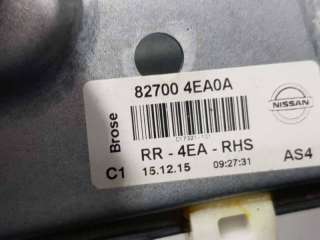 82700 4EA0A
Brose
NISSAN
RR - 4EA - RHS
C1 15.12.15 09:27:31 AS4